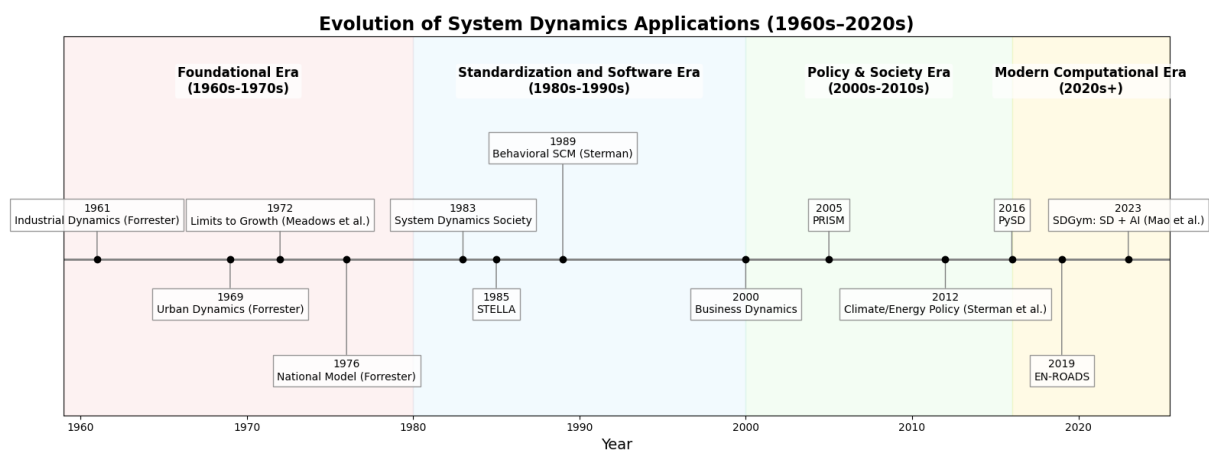 Evolution of System Dynamics Applications (1960s–2020s)
Foundational Era
(1960s-1970s)
Standardization and Software Era
(1980s-1990s)
Policy & Society Era
(2000s-2010s)
Modern Computational Era
(2020s+)
1989
Behavioral SCM (Sterman)
1961
Industrial Dynamics (Forrester)
1972
Limits to Growth (Meadows et al.)
1983
System Dynamics Society
2005
PRISM
2016
PySD
2023
SDGym: SD + AI (Mao et al.)
1969
Urban Dynamics (Forrester)
1985
STELLA
2000
Business Dynamics
2012
Climate/Energy Policy (Sterman et al.)
1976
National Model (Forrester)
2019
EN-ROADS
1960 1970 1980 1990 2000 2010 2020
Year